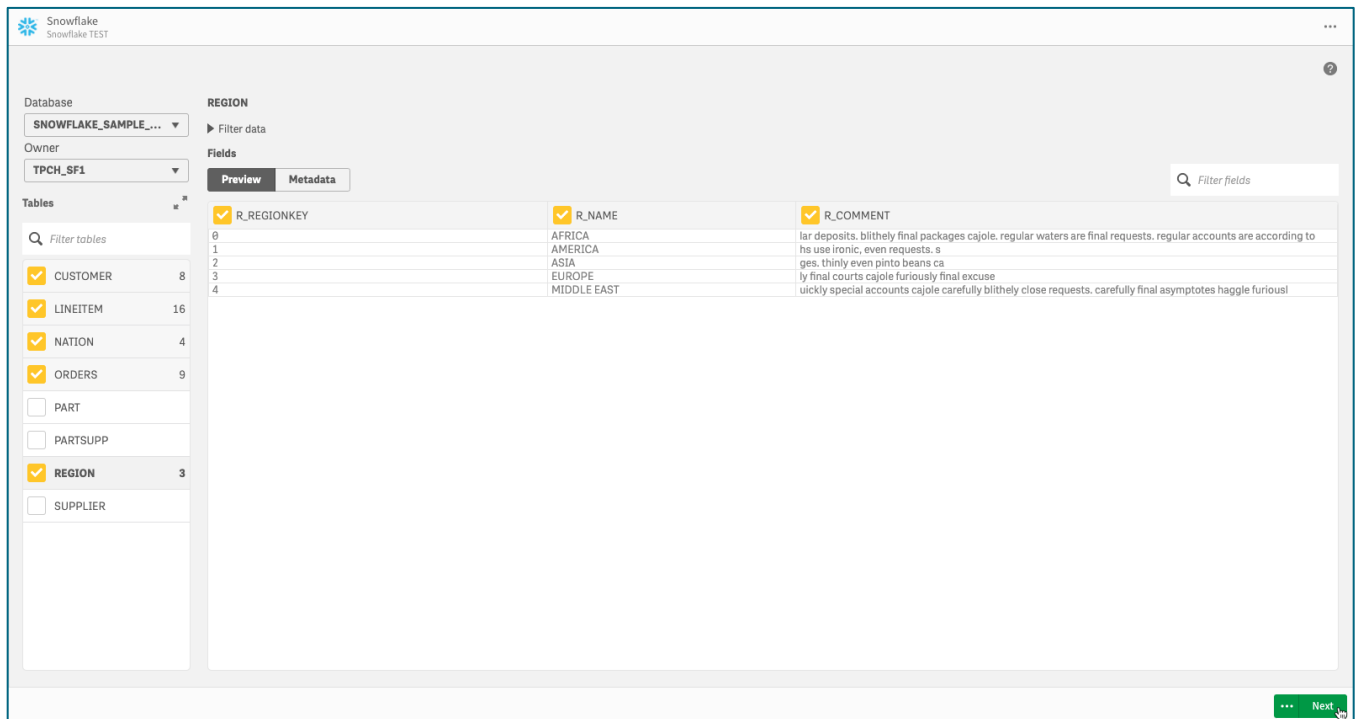 Snowflake
Snowflake TEST
Database
SNOWFLAKE_SAMPLE_...
Owner
TPCH_SF1
Tables
Filter tables
CUSTOMER 8
LINEITEM 16
NATION 4
ORDERS 9
PART
PARTSUPP
REGION 3
SUPPLIER
REGION
Filter data
Fields
Preview Metadata
Filter fields
R_REGIONKEY R_NAME R_COMMENT
0 AFRICA lar deposits. blithely final packages cajole. regular waters are final requests. regular accounts are according to
1 AMERICA hs use ironic, even requests. s
2 ASIA ges. thinly even pinto beans ca
3 EUROPE ly final courts cajole furiously final excuse
4 MIDDLE EAST uickly special accounts cajole carefully blithely close requests. carefully final asymptotes haggle furiousl
Next